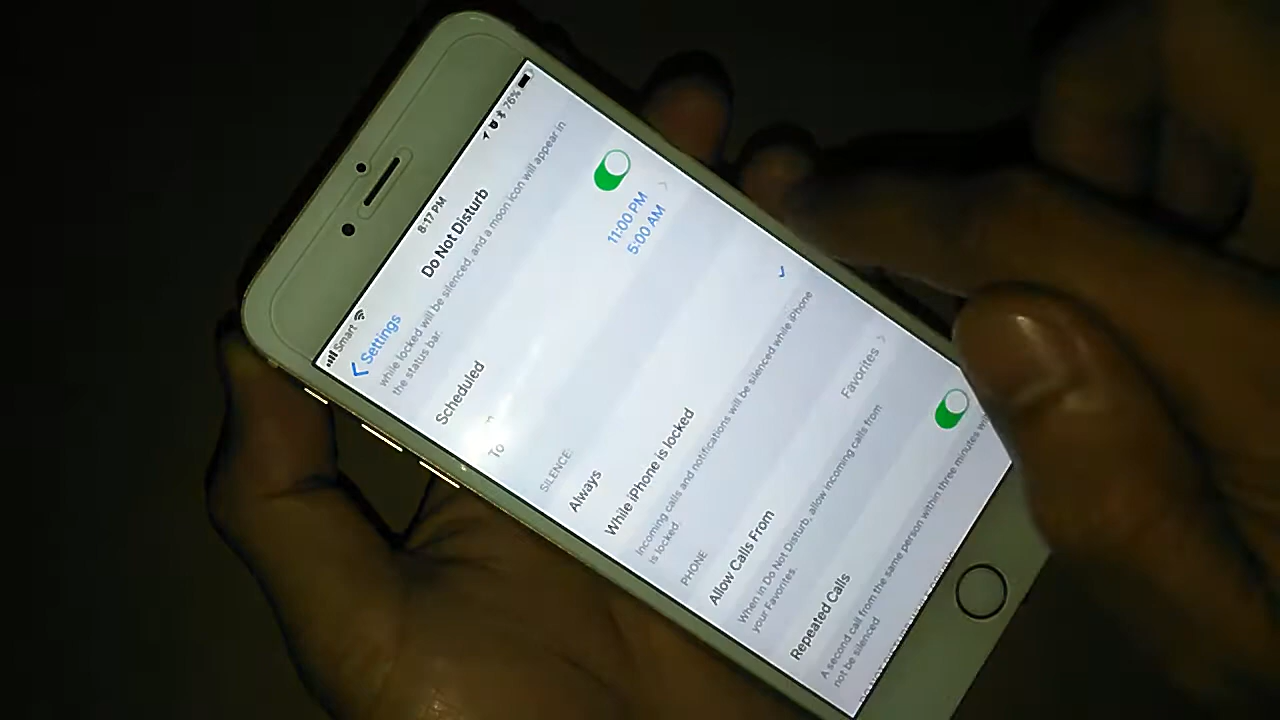 Smart 8:17 PM 76%
Settings Do Not Disturb
while locked will be silenced, and a moon icon will appear in
the status bar.
Scheduled
11:00 PM
To 5:00 AM
SILENCE:
Always
While iPhone is locked
Incoming calls and notifications will be silenced while iPhone
is locked.
PHONE
Allow Calls From Favorites
When in Do Not Disturb, allow incoming calls from
your Favorites.
Repeated Calls
A second call from the same person within three minutes will
not be silenced